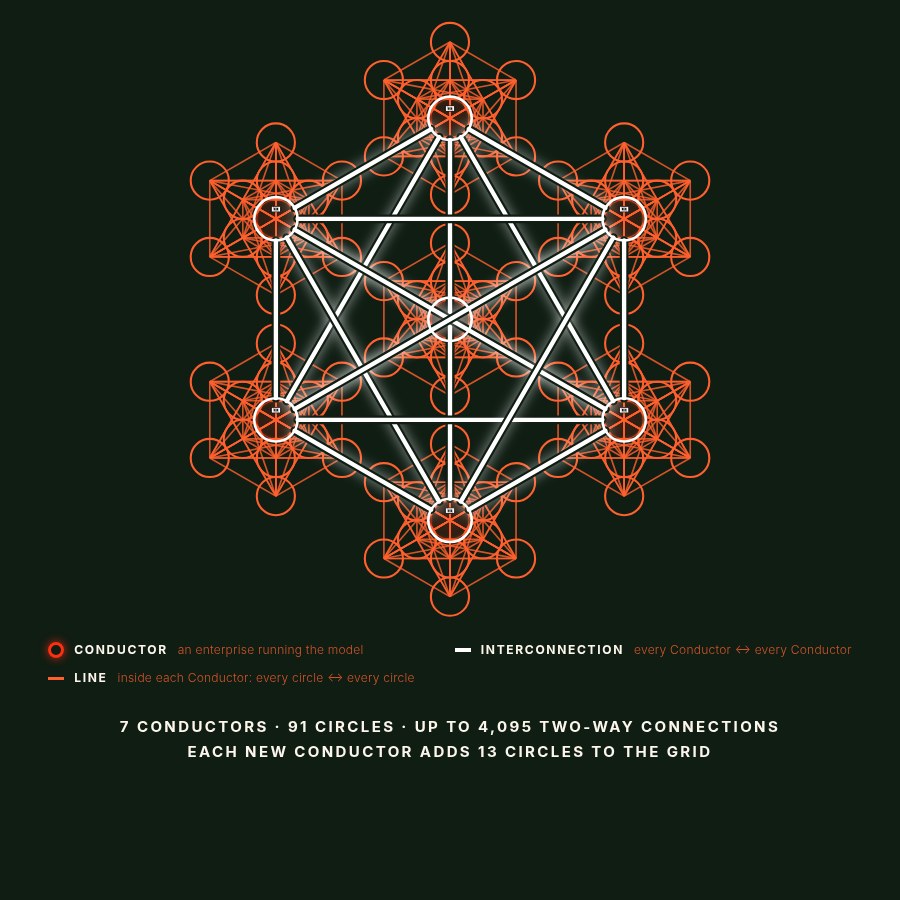 CONDUCTOR an enterprise running the model
INTERCONNECTION every Conductor ↔ every Conductor
LINE inside each Conductor: every circle ↔ every circle
7 CONDUCTORS · 91 CIRCLES · UP TO 4,095 TWO-WAY CONNECTIONS
EACH NEW CONDUCTOR ADDS 13 CIRCLES TO THE GRID